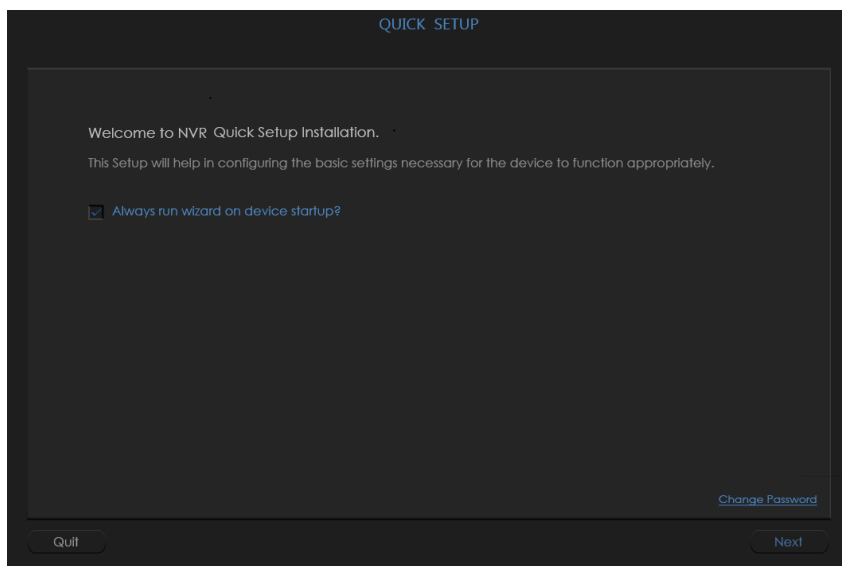 QUICK SETUP
Welcome to NVR Quick Setup Installation.
This Setup will help in configuring the basic settings necessary for the device to function appropriately.
Always run wizard on device startup?
Change Password
Quit
Next